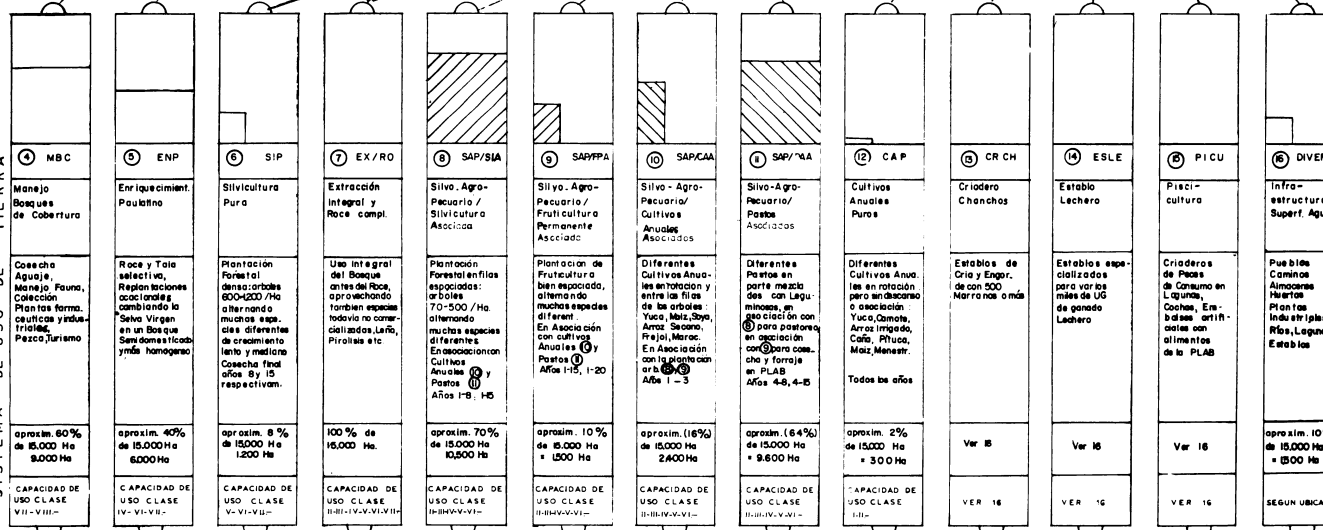 ④ MBC
Manejo
Bosques
de Cobertura
Cosecha
Aguaje,
Manejo Fauna,
Colección
Plantas farma.
ceuticas y indus-
triales,
Pezca, Turismo
aproxim. 60%
de 15.000 Ha
9.000 Ha
CAPACIDAD DE
USO CLASE
VII-VIII.-
⑤ ENP
Enriquecimient.
Paulatino
Roce y Tala
selectiva,
Replantaciones
ocacionales
cambiando la
Selva Virgen
en un Bosque
Semidomesticado
y más homogenso
aproxim. 40%
de 15.000 Ha
6.000 Ha
CAPACIDAD DE
USO CLASE
IV-VI-VII.-
⑥ SIP
Silvicultura
Pura
Plantación
Forestal
densa: arboles
600-1,200 /Ha
alternando
muchas espe.
cies diferentes
de crecimiento
lento y mediano
Cosecha final
años 8 y 15
respectivam.
aproxim. 8 %
de 15,000 Ha
1.200 Ha
CAPACIDAD DE
USO CLASE
V-VI-VII.-
⑦ EX/RO
Extracción
Integral y
Roce compl.
Uso Integral
del Bosque
antes del Roce,
aprovechando
tambien especies
todavia no comer-
cializadas, Leña,
Pirolisis etc
100 % de
15,000 Ha.
CAPACIDAD DE
USO CLASE
II-III-IV-V-VI-VII-
⑧ SAP/SIA
Silvo. Agro-
Pecuario /
Silvicutura
Asociada
Plantación
Forestal en filas
espaciadas:
arboles
70-500 / Ha.
alternando
muchas especies
diferentes
En asociacion con
Cultivos
Anuales ⑩ y
Pastos ⑪
Años 1-8, 1-15
aproxim. 70%
de 15.000 Ha
10,500 Ha
CAPACIDAD DE
USO CLASE
II-III-IV-V-VI.-
⑨ SAP/FPA
Silvo. Agro-
Pecuario /
Fruticultura
Permanente
Asociada
Plantacion de
Fruticultura
bien espaciada,
alternando
muchas especies
diferent.
En Asociación
con cultivos
Anuales ⑩ y
Pastos ⑪
Años 1-15, 1-20
aproxim. 10 %
de 15.000 Ha
= 1,500 Ha
CAPACIDAD DE
USO CLASE
II-III-IV-V-VI.-
⑩ SAP/CAA
Silvo - Agro-
Pecuario/
Cultivos
Anuales
Asociados
Diferentes
Cultivos Anua-
les en rotacion y
entre las filas
de los arboles:
Yuca, Maiz, Soya,
Arroz Secano,
Frejol, Marac.
En Asociación
con la plantacion
arb. ⑧ ⑨
Años 1 - 3
aproxim. (16%)
de 15.000 Ha
2,400 Ha
CAPACIDAD DE
USO CLASE
II-III-IV-V-VI.-
⑪ SAP/PAA
Silvo-Agro-
Pecuario/
Pastos
Asociados
Diferentes
Pastos en
parte mezcla
des con Legu-
minosas, en
asociación con
⑧ para pastoreo,
en asociación
con ⑨ para cose-
cha y forraje
en PLAB
Años 4-8, 4-15
aproxim. (64%)
de 15.000 Ha
= 9.600 Ha
CAPACIDAD DE
USO CLASE
II-III-IV-V-VI.-
⑫ CAP
Cultivos
Anuales
Puros
Diferentes
Cultivos Anua.
les en rotación
pero sin descanso
o asociación:
Yuca, Camote,
Arroz Irrigado,
Caña, Pituca,
Maiz, Menestr.
Todos los años
aproxim. 2%
de 15,000 Ha
= 300 Ha
CAPACIDAD DE
USO CLASE
I-II.-
⑬ CR CH
Criadero
Chanchos
Establos de
Cria y Engor.
de con 500
Marranos o más
Ver 16
VER 16
⑭ ESLE
Establo
Lechero
Establos espe-
cializados
para varios
miles de UG
de ganado
Lechero
Ver 16
VER 16
⑮ PICU
Pisci-
cultura
Criaderos
de Peces
de Consumo en
Lagunas,
Cochas, Em-
balses artifi-
ciales con
alimentos
de la PLAB
Ver 16
VER 16
⑯ DIVER
Infra-
estructura
Superf. Agu
Pueblos
Caminos
Almacenes
Huertos
Plantas
Industriales
Ríos, Laguna
Establos
aproxim. 10
de 15,000 Ha
= 1500 Ha
SEGUN UBICA